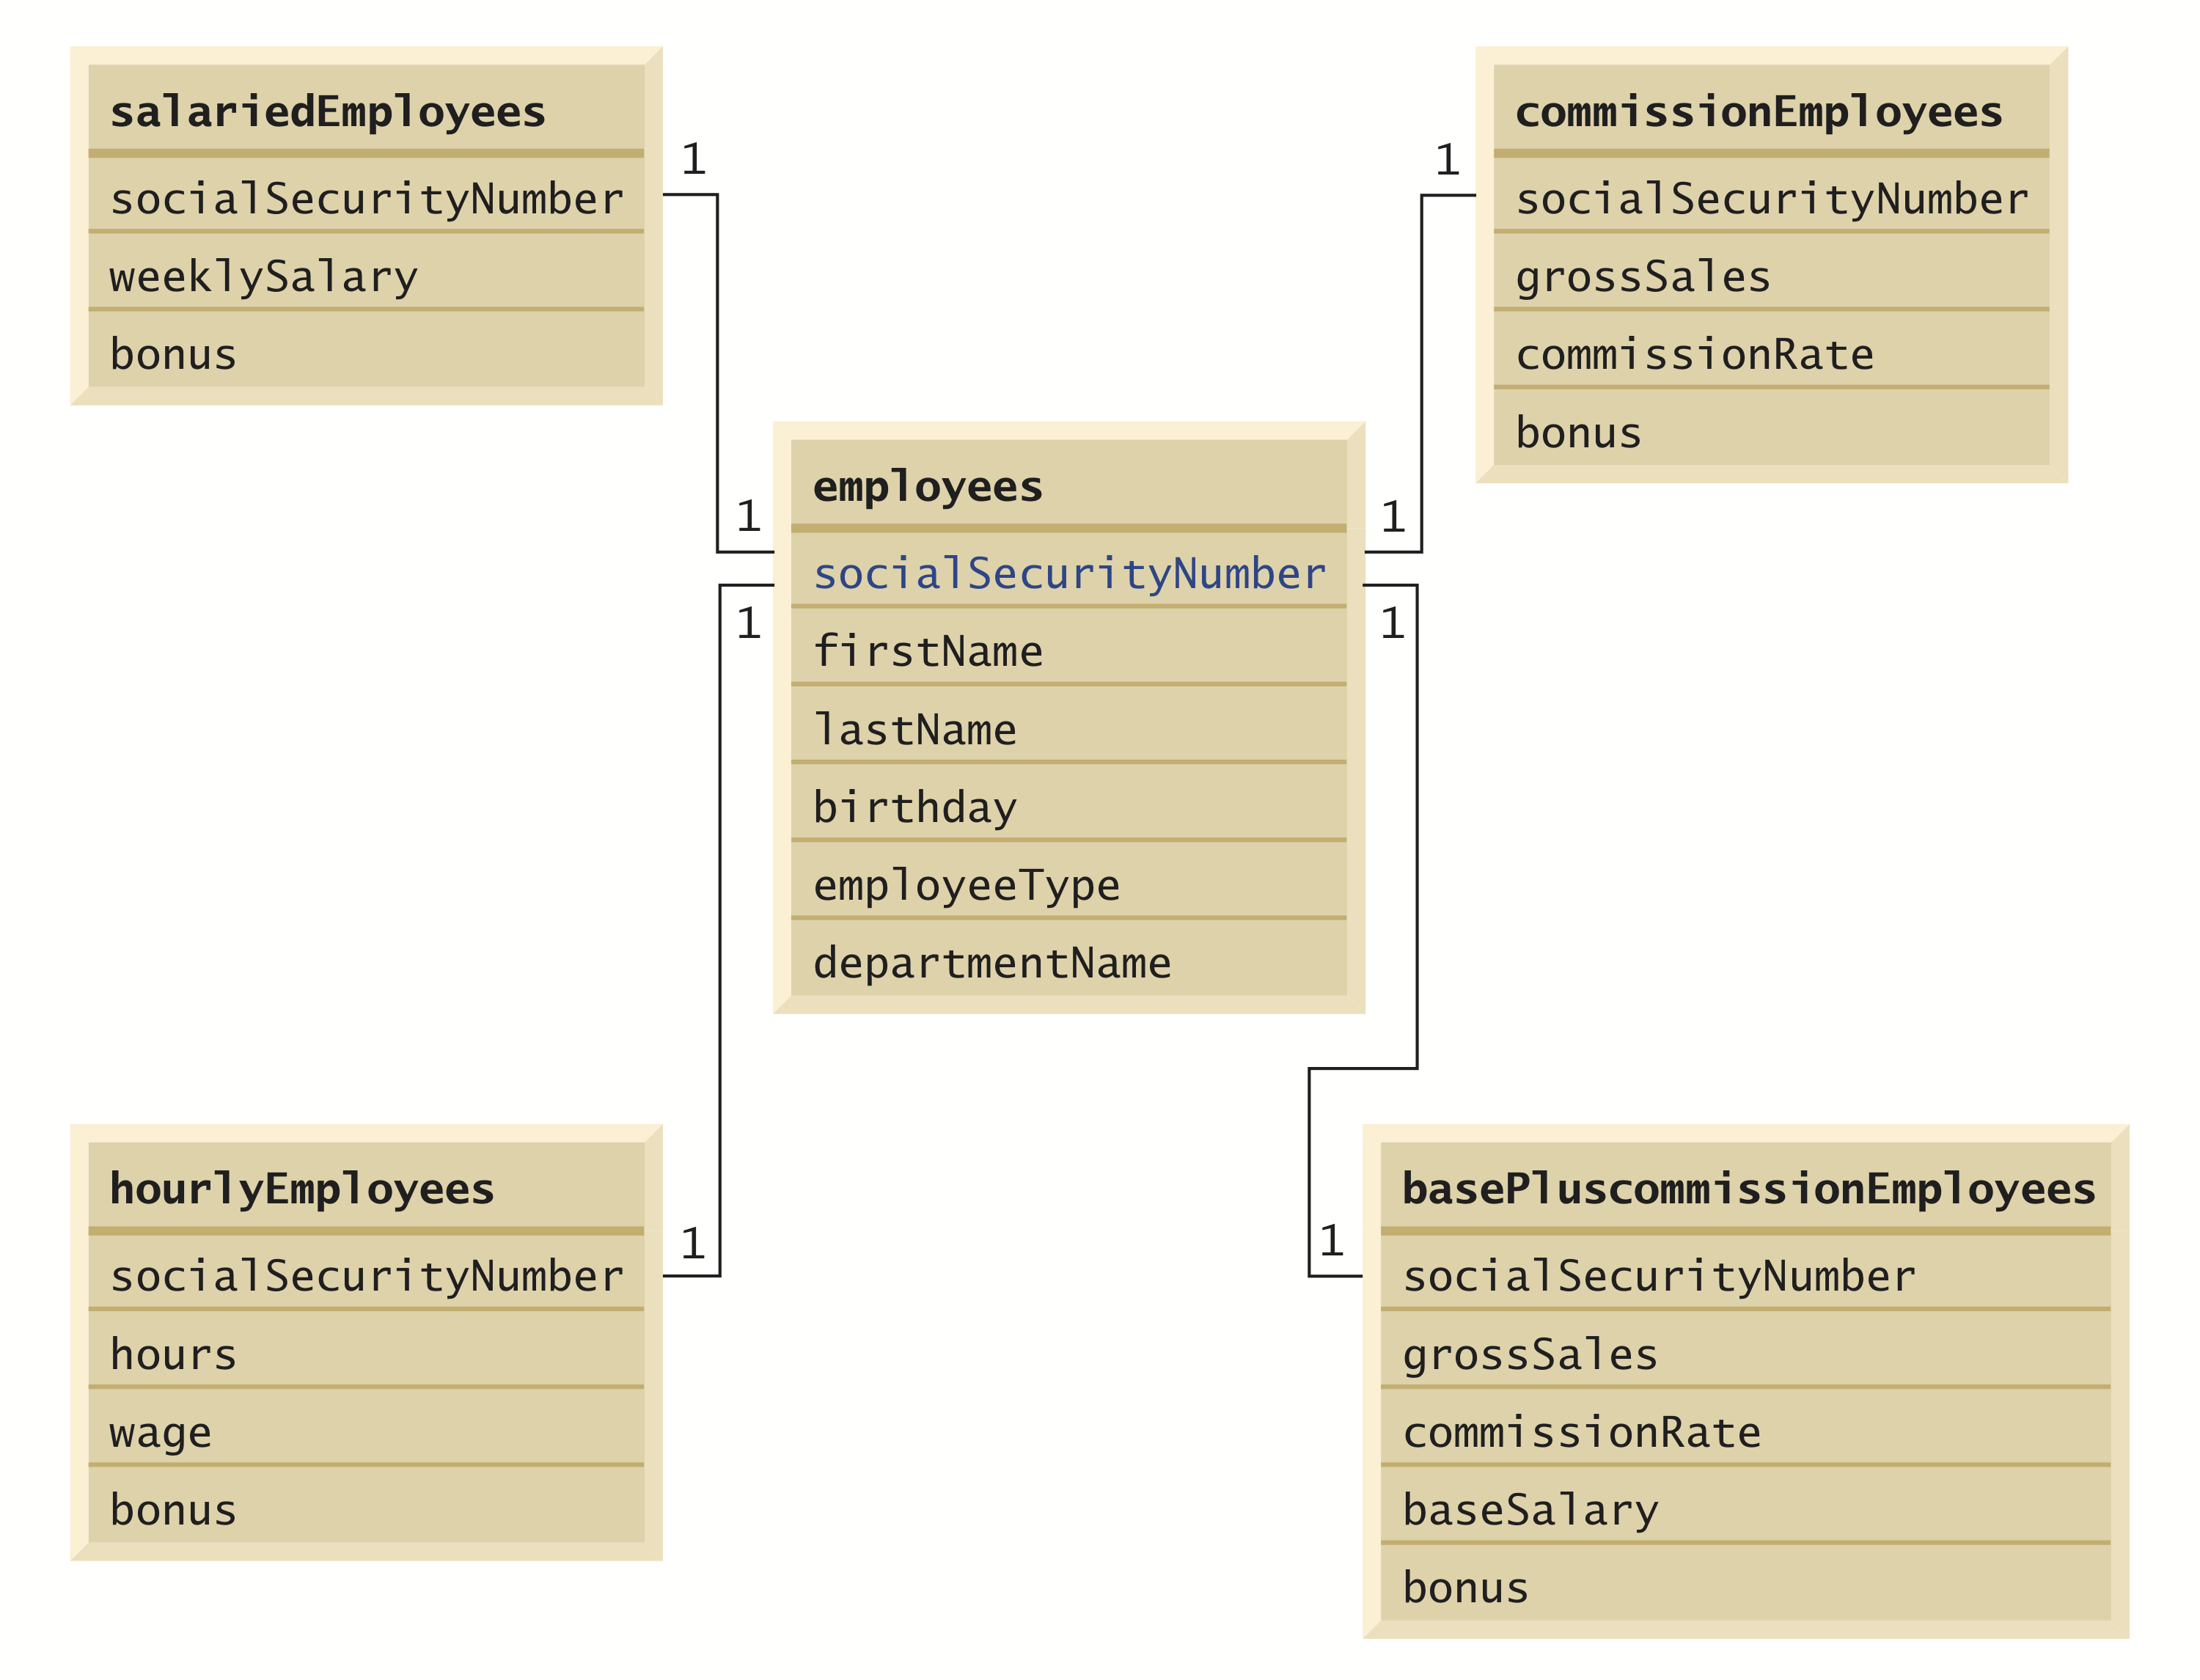 salariedEmployees
socialSecurityNumber
weeklySalary
bonus
1
1
commissionEmployees
socialSecurityNumber
grossSales
commissionRate
bonus
1
1
employees
socialSecurityNumber
firstName
lastName
birthday
employeeType
departmentName
1
1
hourlyEmployees
socialSecurityNumber
hours
wage
bonus
1
1
basePluscommissionEmployees
socialSecurityNumber
grossSales
commissionRate
baseSalary
bonus